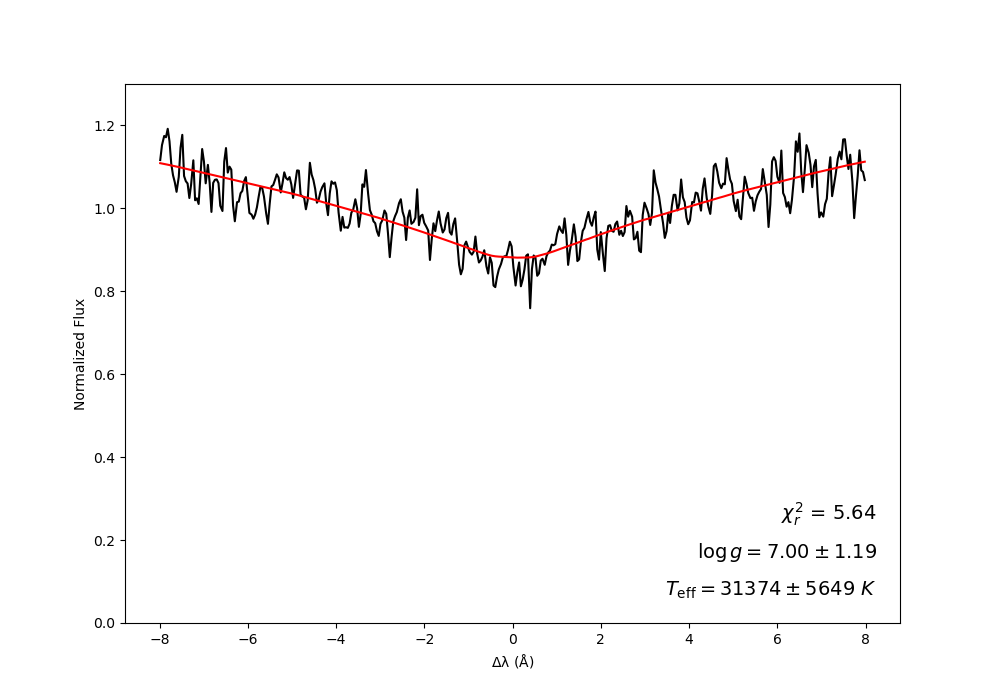 1.2
1.0
0.8
0.6
0.4
0.2
0.0
Normalized Flux
χ²ᵣ = 5.64
log g = 7.00 ± 1.19
T_eff = 31374 ± 5649 K
−8 −6 −4 −2 0 2 4 6 8
Δλ (Å)